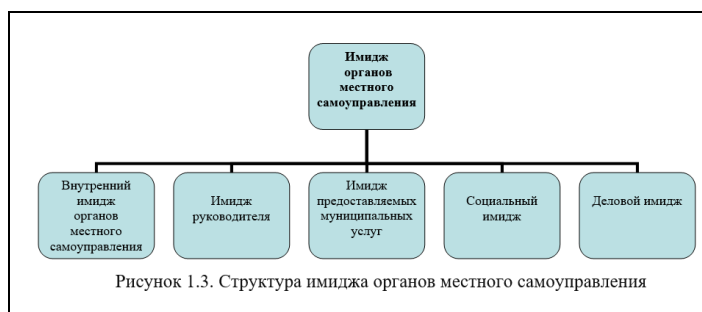 Имидж
органов
местного
самоуправления
Внутренний
имидж
органов
местного
самоуправления
Имидж
руководителя
Имидж
предоставляемых
муниципальных
услуг
Социальный
имидж
Деловой имидж
Рисунок 1.3. Структура имиджа органов местного самоуправления